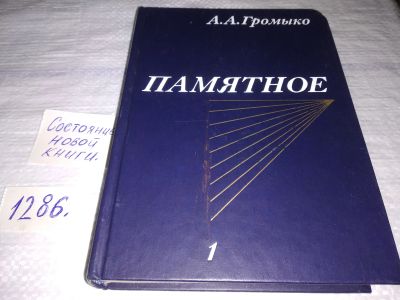 А.А.Громыко
ПАМЯТНОЕ
1
Состояние
новой
книги.
1286.